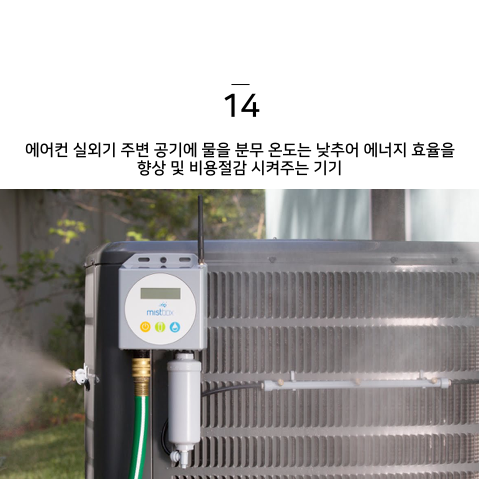 14
에어컨 실외기 주변 공기에 물을 분무 온도는 낮추어 에너지 효율을
향상 및 비용절감 시켜주는 기기
mistbox